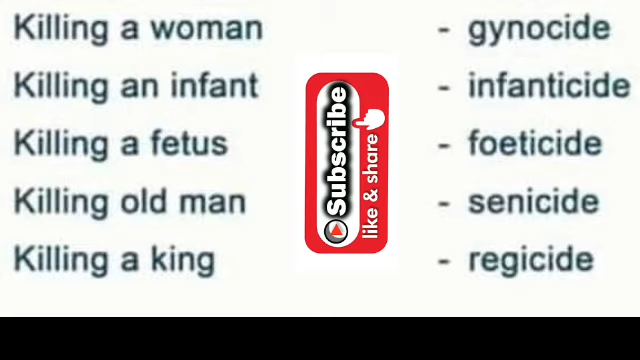 Killing a woman - gynocide
Killing an infant - infanticide
Killing a fetus - foeticide
Killing old man - senicide
Killing a king - regicide
Subscribe
like & share